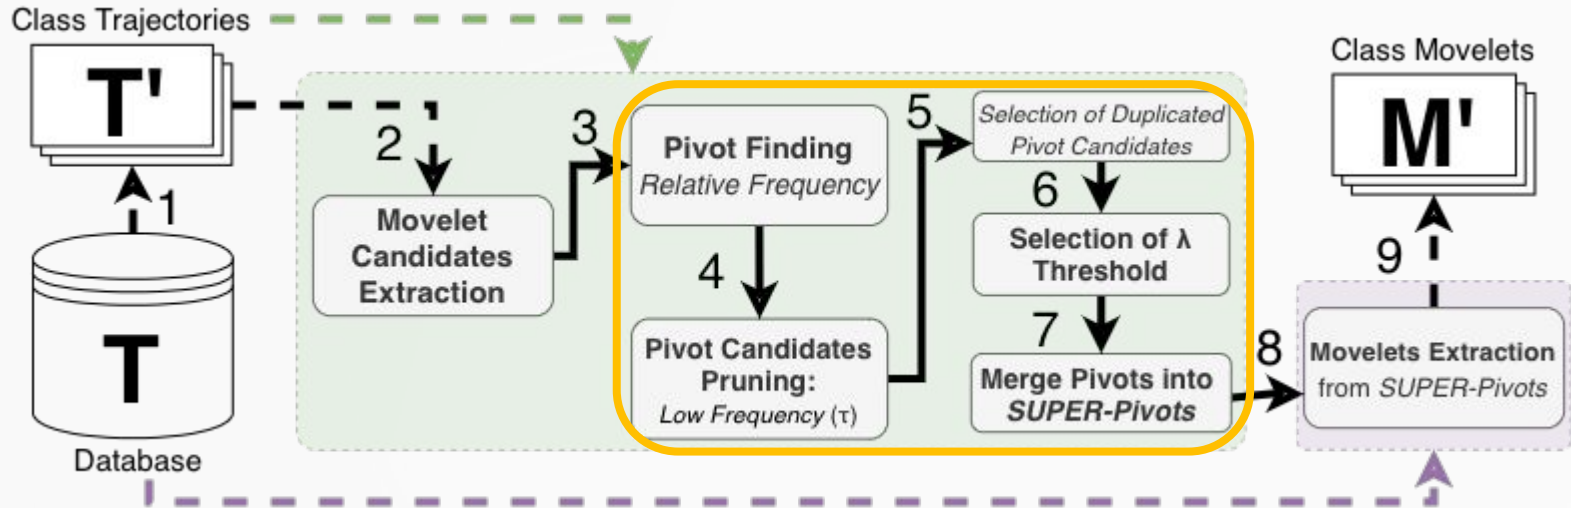 Class Trajectories
T'
1
T
Database
2
Movelet
Candidates
Extraction
3
Pivot Finding
Relative Frequency
4
Pivot Candidates
Pruning:
Low Frequency (τ)
5
Selection of Duplicated
Pivot Candidates
6
Selection of λ
Threshold
7
Merge Pivots into
SUPER-Pivots
8
Movelets Extraction
from SUPER-Pivots
9
Class Movelets
M'